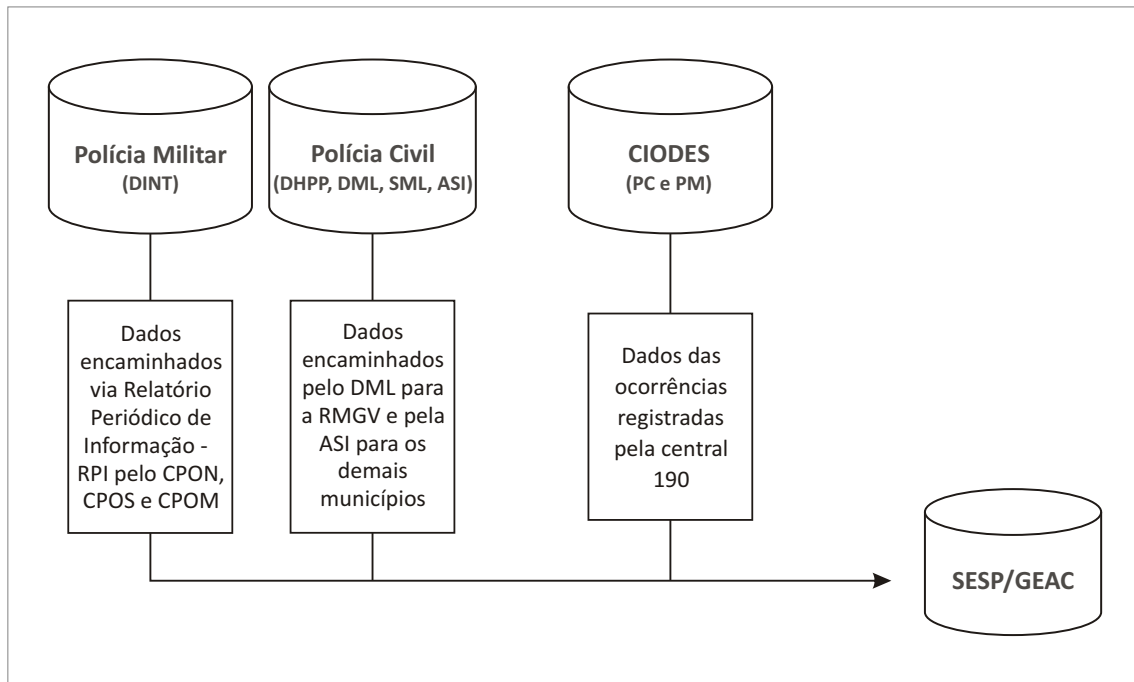 Polícia Militar
(DINT)
Polícia Civil
(DHPP, DML, SML, ASI)
CIODES
(PC e PM)
Dados
encaminhados
via Relatório
Periódico de
Informação -
RPI pelo CPON,
CPOS e CPOM
Dados
encaminhados
pelo DML para
a RMGV e pela
ASI para os
demais
municípios
Dados das
ocorrências
registradas
pela central
190
SESP/GEAC